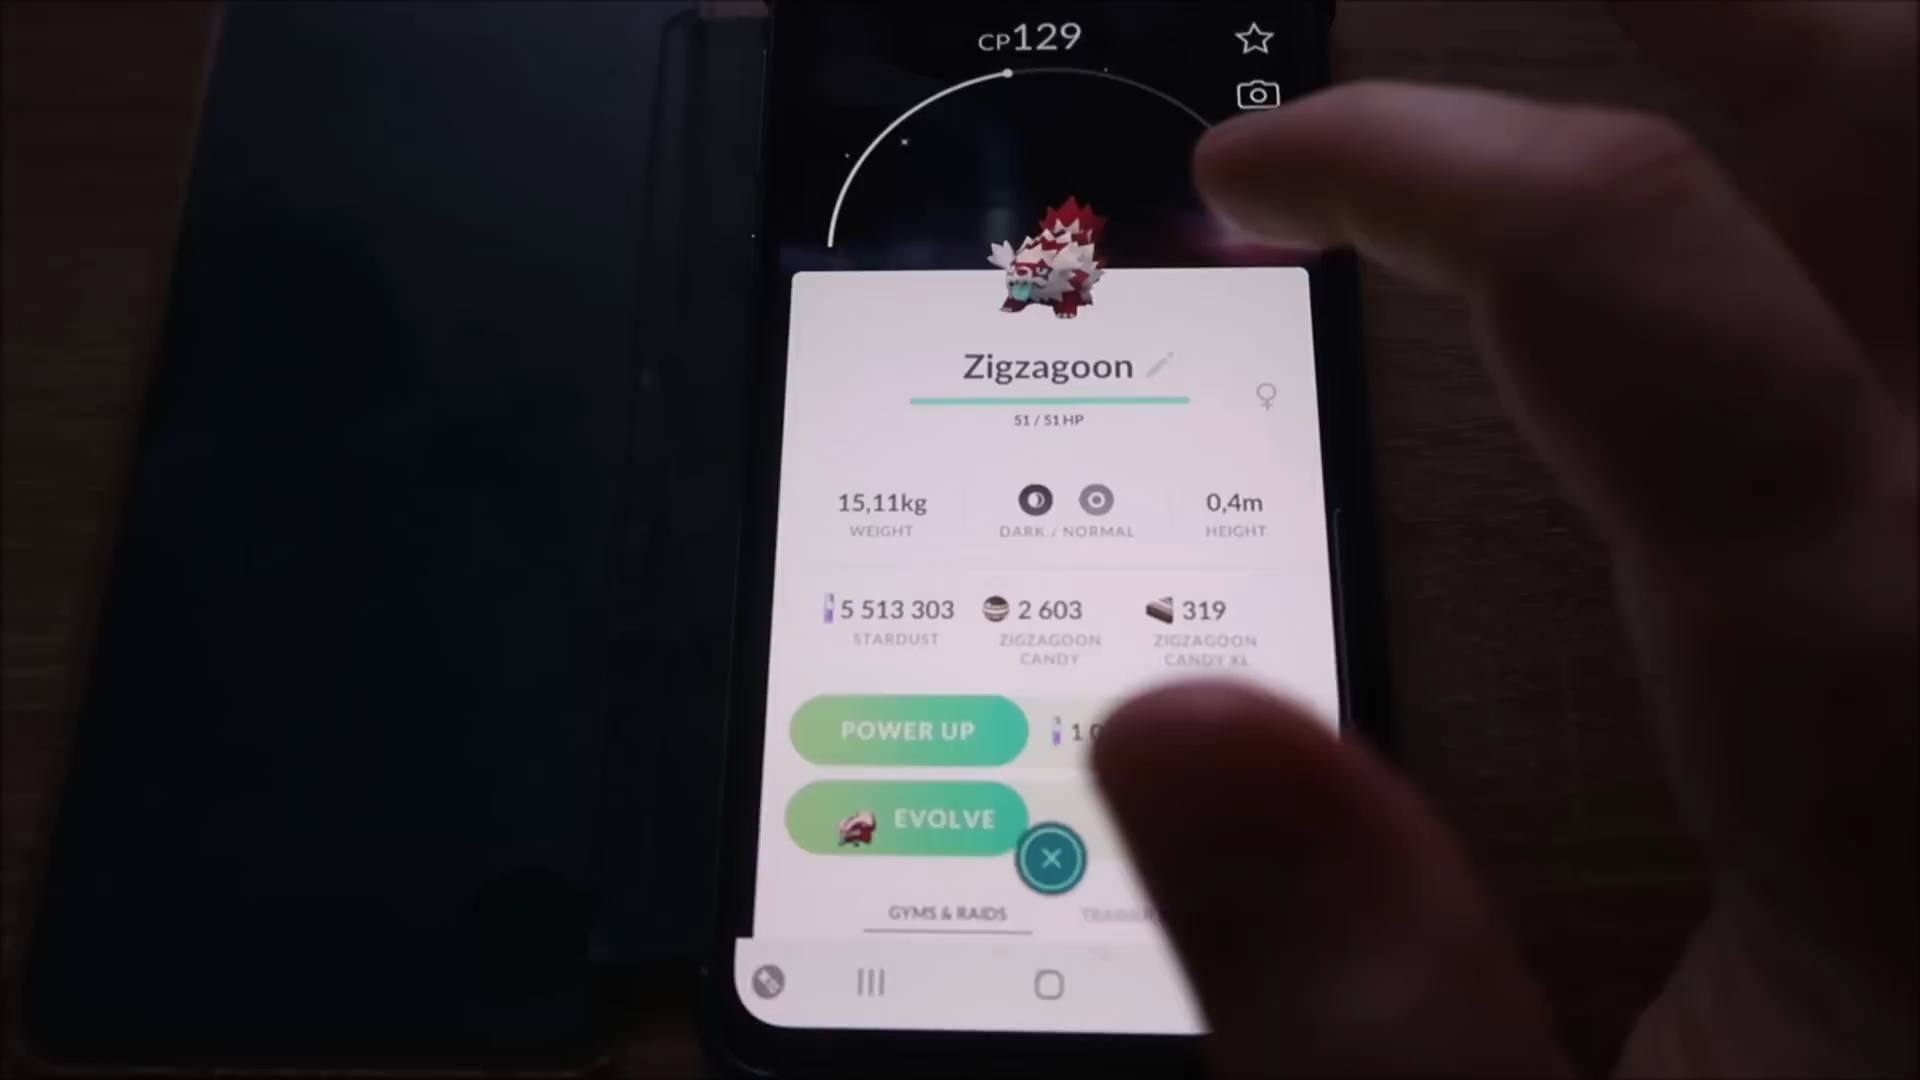 CP129
Zigzagoon
51 / 51 HP
15,11kg
WEIGHT
DARK / NORMAL
0,4m
HEIGHT
5 513 303
STARDUST
2 603
ZIGZAGOON
CANDY
319
ZIGZAGOON
CANDY XL
POWER UP
EVOLVE
GYMS & RAIDS